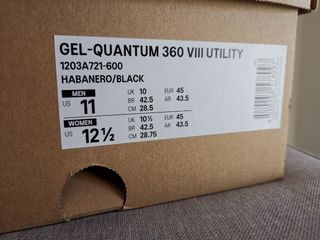 GEL-QUANTUM 360 VIII UTILITY
1203A721-600
HABANERO/BLACK
MEN
US 11
UK 10 EUR 45
BR 42.5 AR 43.5
CM 28.5
WOMEN
US 12½
UK 10½ EUR 45
BR 42.5 AR 43.5
CM 28.75